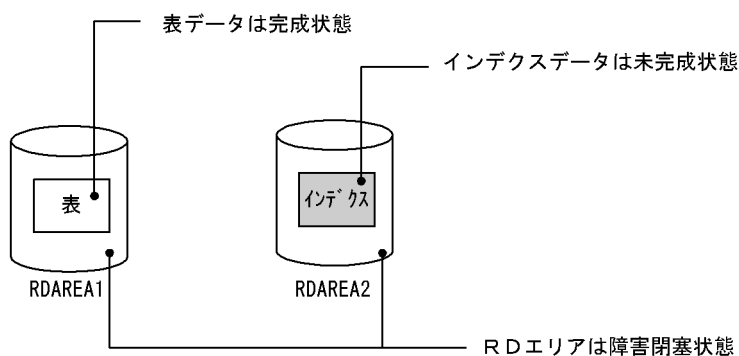 表データは完成状態
インデクスデータは未完成状態
表
インデクス
RDAREA1
RDAREA2
ＲＤエリアは障害閉塞状態